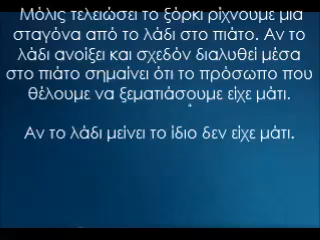 Μόλις τελειώσει το ξόρκι ρίχνουμε μια
σταγόνα από το λάδι στο πιάτο. Αν το
λάδι ανοίξει και σχεδόν διαλυθεί μέσα
στο πιάτο σημαίνει ότι το πρόσωπο που
θέλουμε να ξεματιάσουμε είχε μάτι.
Αν το λάδι μείνει το ίδιο δεν είχε μάτι.